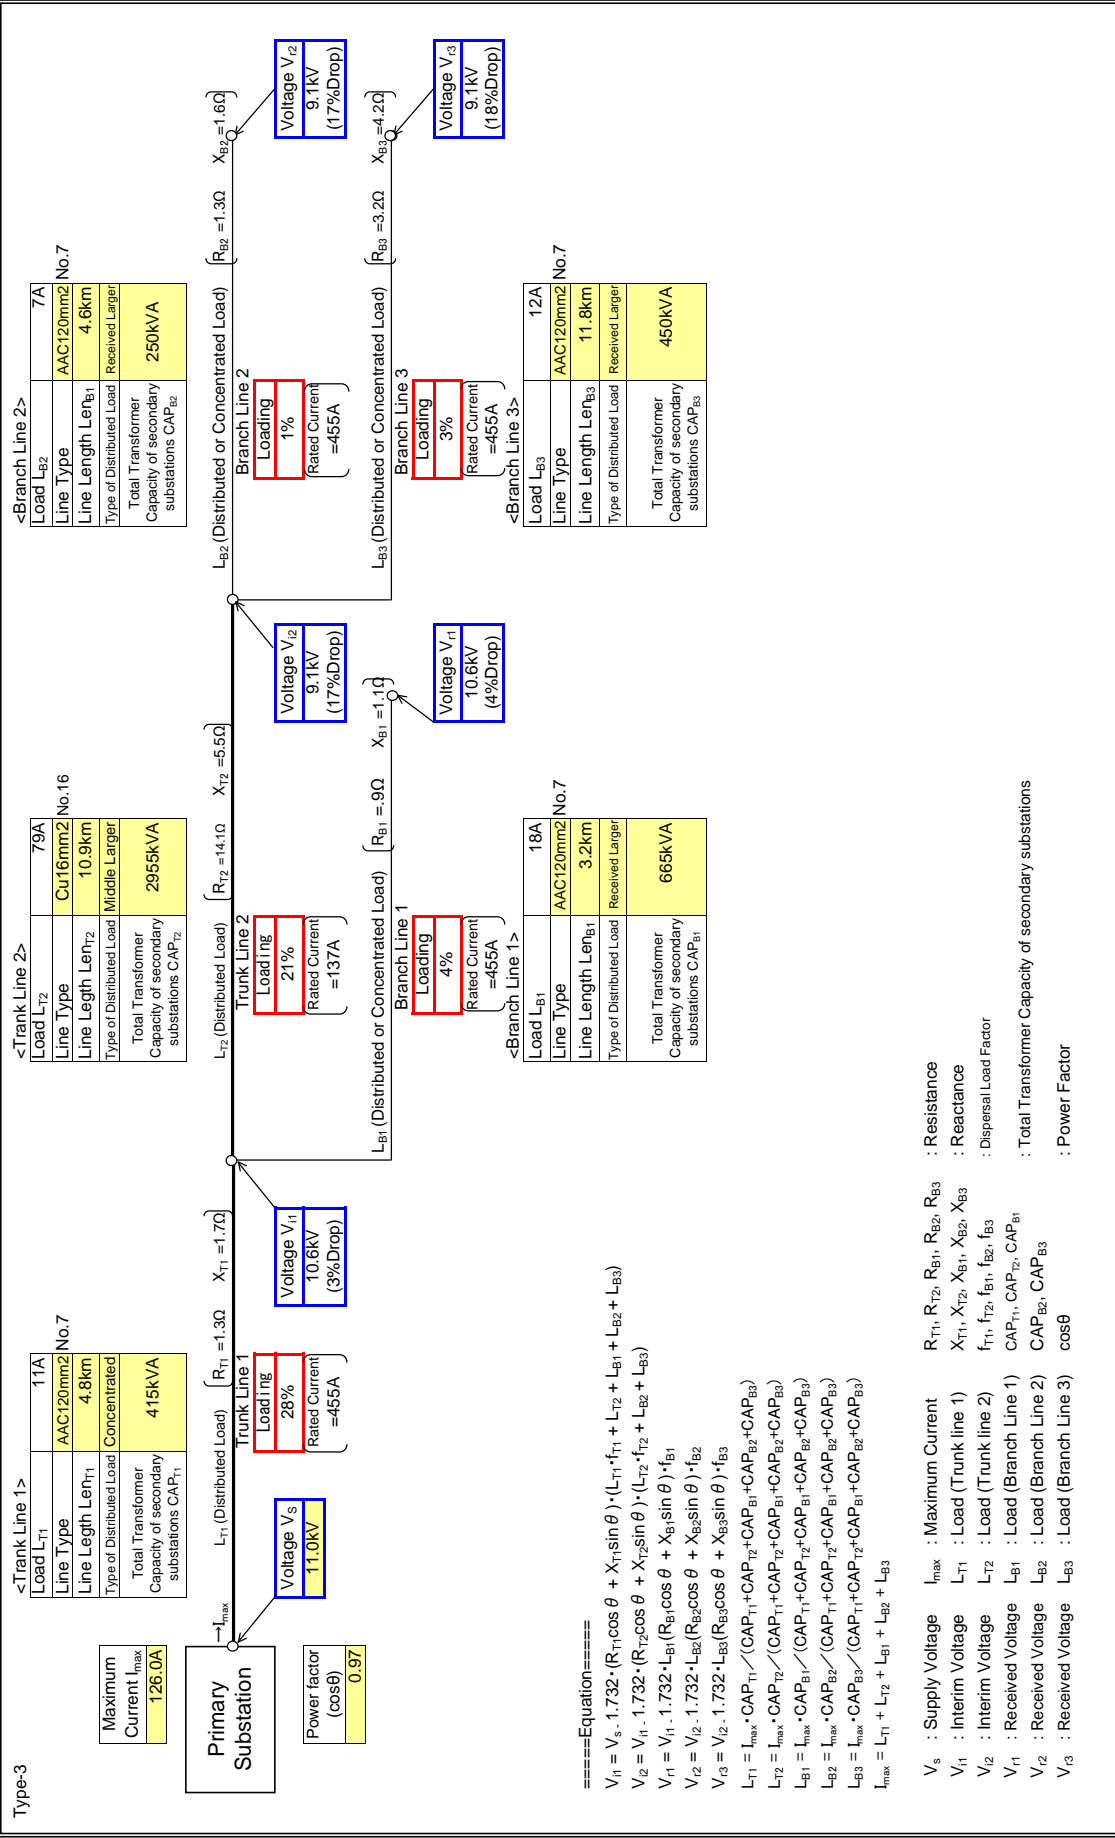 Type-3
Maximum
Current Imax
126.0A
Primary
Substation
Power factor
(cosθ)
0.97
→Imax
Voltage VS
11.0kV
<Trank Line 1>
Load LT1 11A
Line Type AAC120mm2 No.7
Line Legth LenT1 4.8km
Type of Distributed Load Concentrated
Total Transformer
Capacity of secondary
substations CAPT1
415kVA
LT1 (Distributed Load)
RT1 =1.3Ω XT1 =1.7Ω
Trunk Line 1
Loading
28%
Rated Current
=455A
Voltage Vi1
10.6kV
(3%Drop)
<Trank Line 2>
Load LT2 79A
Line Type Cu16mm2 No.16
Line Legth LenT2 10.9km
Type of Distributed Load Middle Larger
Total Transformer
Capacity of secondary
substations CAPT2
2955kVA
LT2 (Distributed Load)
RT2 =14.1Ω XT2 =5.5Ω
Trunk Line 2
Loading
21%
Rated Current
=137A
Voltage Vi2
9.1kV
(17%Drop)
LB1 (Distributed or Concentrated Load)
RB1 =.9Ω XB1 =1.1Ω
Branch Line 1
Loading
4%
Rated Current
=455A
Voltage Vr1
10.6kV
(4%Drop)
<Branch Line 1>
Load LB1 18A
Line Type AAC120mm2 No.7
Line Length LenB1 3.2km
Type of Distributed Load Received Larger
Total Transformer
Capacity of secondary
substations CAPB1
665kVA
<Branch Line 2>
Load LB2 7A
Line Type AAC120mm2 No.7
Line Length LenB1 4.6km
Type of Distributed Load Received Larger
Total Transformer
Capacity of secondary
substations CAPB2
250kVA
LB2 (Distributed or Concentrated Load)
RB2 =1.3Ω XB2 =1.6Ω
Branch Line 2
Loading
1%
Rated Current
=455A
Voltage Vr2
9.1kV
(17%Drop)
LB3 (Distributed or Concentrated Load)
RB3 =3.2Ω XB3 =4.2Ω
Branch Line 3
Loading
3%
Rated Current
=455A
Voltage Vr3
9.1kV
(18%Drop)
<Branch Line 3>
Load LB3 12A
Line Type AAC120mm2 No.7
Line Length LenB3 11.8km
Type of Distributed Load Received Larger
Total Transformer
Capacity of secondary
substations CAPB3
450kVA
=====Equation=====
Vi1 = Vs - 1.732・(RT1cos θ + XT1sin θ)・(LT1・fT1 + LT2 + LB1 + LB2 + LB3)
Vi2 = Vi1 - 1.732・(RT2cos θ + XT2sin θ)・(LT2・fT2 + LB2 + LB3)
Vr1 = Vi1 - 1.732・LB1(RB1cos θ + XB1sin θ)・fB1
Vr2 = Vi2 - 1.732・LB2(RB2cos θ + XB2sin θ)・fB2
Vr3 = Vi2 - 1.732・LB3(RB3cos θ + XB3sin θ)・fB3
LT1 = Imax・CAPT1／(CAPT1+CAPT2+CAPB1+CAPB2+CAPB3)
LT2 = Imax・CAPT2／(CAPT1+CAPT2+CAPB1+CAPB2+CAPB3)
LB1 = Imax・CAPB1／(CAPT1+CAPT2+CAPB1+CAPB2+CAPB3)
LB2 = Imax・CAPB2／(CAPT1+CAPT2+CAPB1+CAPB2+CAPB3)
LB3 = Imax・CAPB3／(CAPT1+CAPT2+CAPB1+CAPB2+CAPB3)
Imax = LT1 + LT2 + LB1 + LB2 + LB3
Vs : Supply Voltage Imax : Maximum Current RT1, RT2, RB1, RB2, RB3 : Resistance
Vi1 : Interim Voltage LT1 : Load (Trunk line 1) XT1, XT2, XB1, XB2, XB3 : Reactance
Vi2 : Interim Voltage LT2 : Load (Trunk line 2) fT1, fT2, fB1, fB2, fB3 : Dispersal Load Factor
Vr1 : Received Voltage LB1 : Load (Branch Line 1) CAPT1, CAPT2, CAPB1
Vr2 : Received Voltage LB2 : Load (Branch Line 2) CAPB2, CAPB3 : Total Transformer Capacity of secondary substations
Vr3 : Received Voltage LB3 : Load (Branch Line 3) cosθ : Power Factor